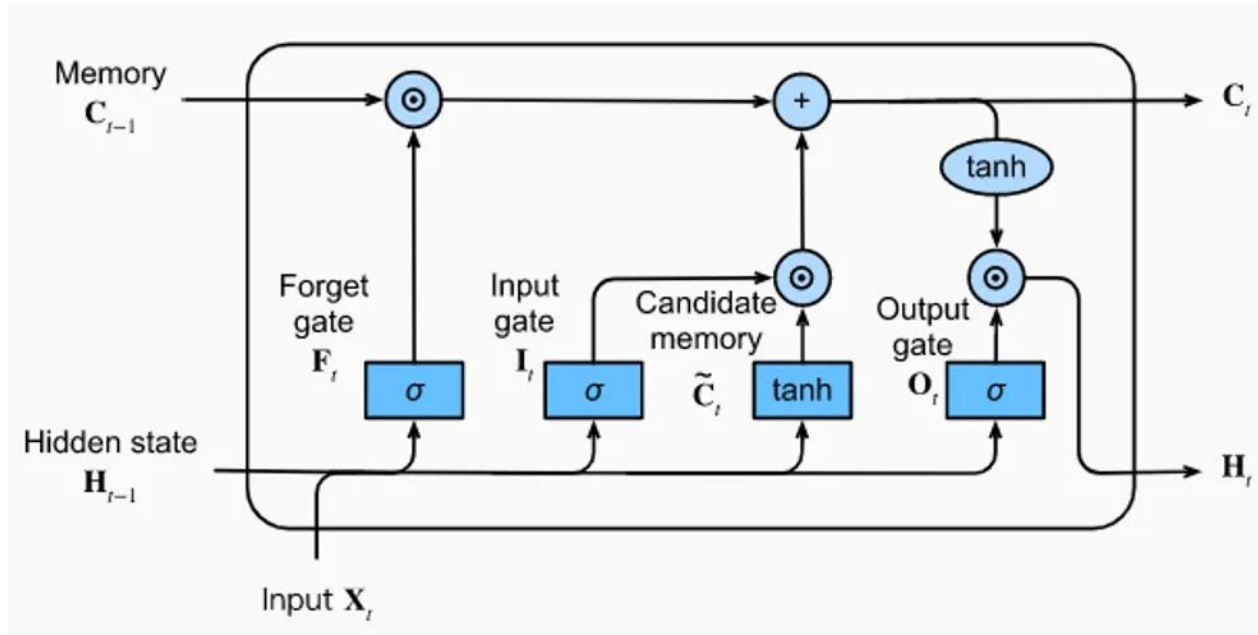 Memory
C_{t-1}
⊙
+
C_t
tanh
⊙
⊙
Forget
gate
F_t
Input
gate
I_t
Candidate
memory
C̃_t
Output
gate
O_t
σ
σ
tanh
σ
Hidden state
H_{t-1}
H_t
Input X_t